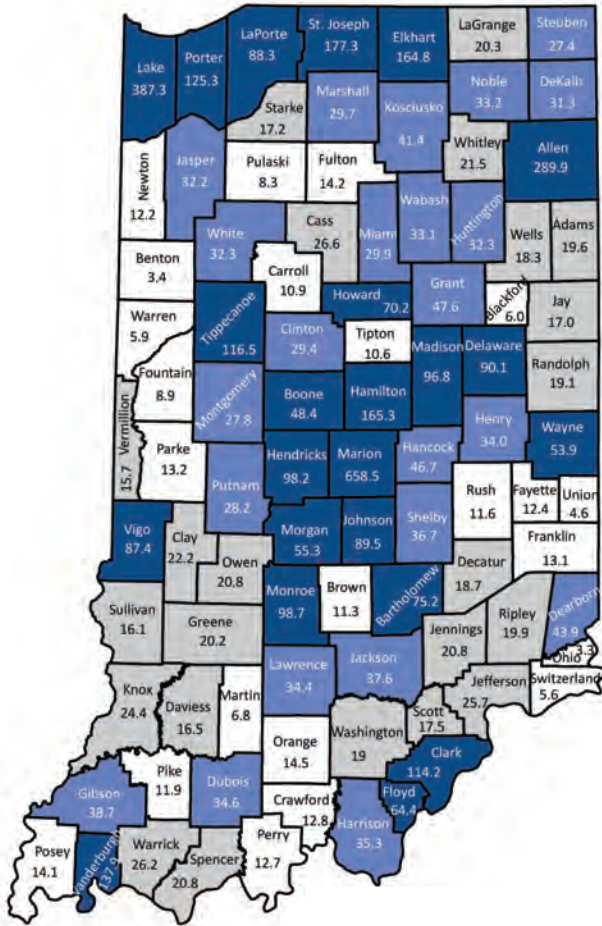 Lake
387.3
Porter
125.3
LaPorte
88.3
St. Joseph
177.3
Elkhart
164.8
LaGrange
20.3
Steuben
27.4
Noble
33.2
DeKalb
31.3
Marshall
29.7
Kosciusko
41.4
Starke
17.2
Whitley
21.5
Allen
289.9
Newton
12.2
Jasper
32.2
Pulaski
8.3
Fulton
14.2
Wabash
33.1
Huntington
32.3
Miami
29.9
Cass
26.6
White
32.3
Wells
18.3
Adams
19.6
Benton
3.4
Carroll
10.9
Grant
47.6
Blackford
6.0
Jay
17.0
Howard
70.2
Warren
5.9
Tippecanoe
116.5
Clinton
29.4
Tipton
10.6
Madison
96.8
Delaware
90.1
Randolph
19.1
Fountain
8.9
Montgomery
27.8
Boone
48.4
Hamilton
165.3
Henry
34.0
Wayne
53.9
Vermillion
15.7
Parke
13.2
Putnam
28.2
Hendricks
98.2
Marion
658.5
Hancock
46.7
Rush
11.6
Fayette
12.4
Union
4.6
Shelby
36.7
Franklin
13.1
Vigo
87.4
Clay
22.2
Owen
20.8
Morgan
55.3
Johnson
89.5
Decatur
18.7
Sullivan
16.1
Greene
20.2
Monroe
98.7
Brown
11.3
Bartholomew
75.2
Jennings
20.8
Ripley
19.9
Dearborn
43.9
Ohio
3.3
Switzerland
5.6
Jefferson
25.7
Lawrence
34.4
Jackson
37.6
Scott
17.5
Knox
24.4
Daviess
16.5
Martin
6.8
Orange
14.5
Washington
19
Clark
114.2
Floyd
64.4
Gibson
38.7
Pike
11.9
Dubois
34.6
Crawford
12.8
Harrison
35.3
Posey
14.1
Vanderburgh
137.9
Warrick
26.2
Spencer
20.8
Perry
12.7